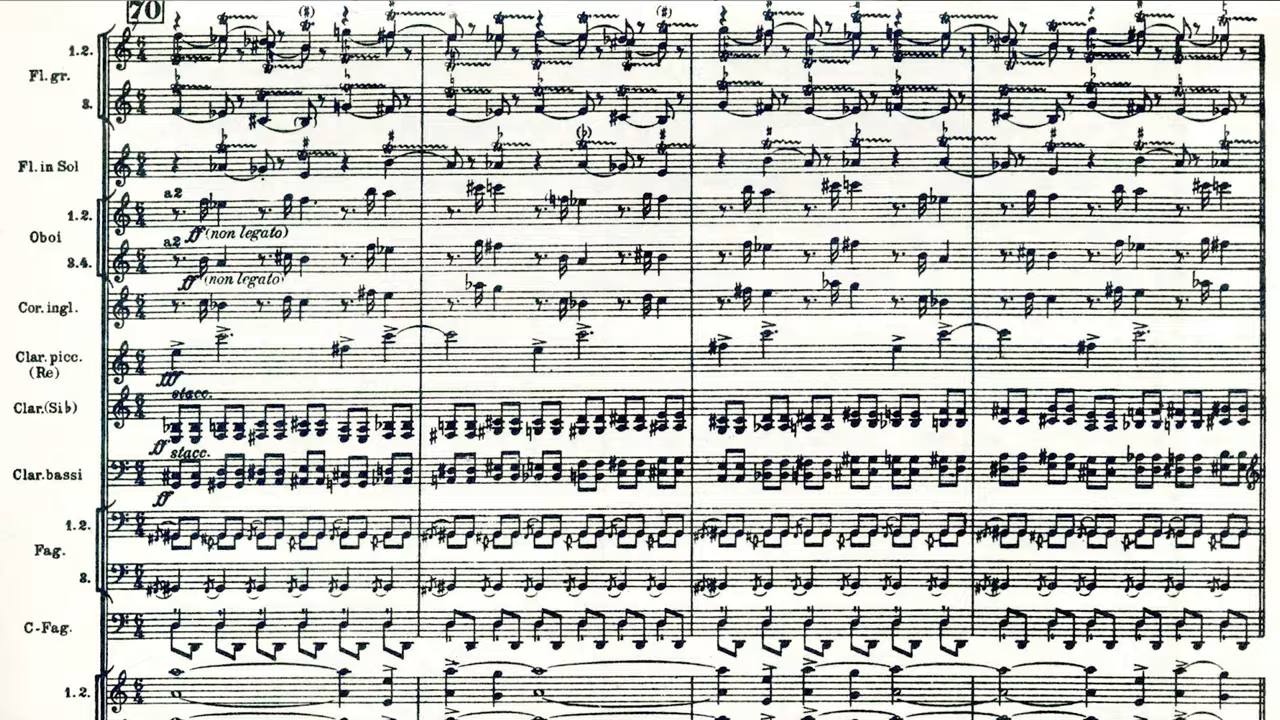 70
1.2.
Fl. gr.
3.
Fl. in Sol
a2
1.2.
ff (non legato)
Oboi
a2
3.4.
ff (non legato)
Cor. ingl.
Clar. picc.
(Re)
fff
stacc.
Clar.(Sib)
ff stacc.
Clar. bassi
ff
1.2.
Fag.
3.
C-Fag.
1.2.